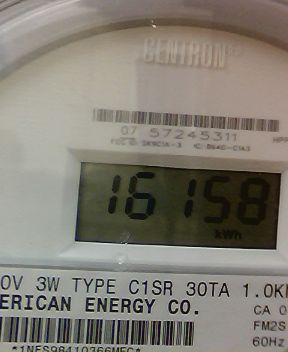 CENTRON
07 57245311
16158
kWh
0V 3W TYPE C1SR 30TA 1.0K
ERICAN ENERGY CO.
CA 0
FM2S
60Hz